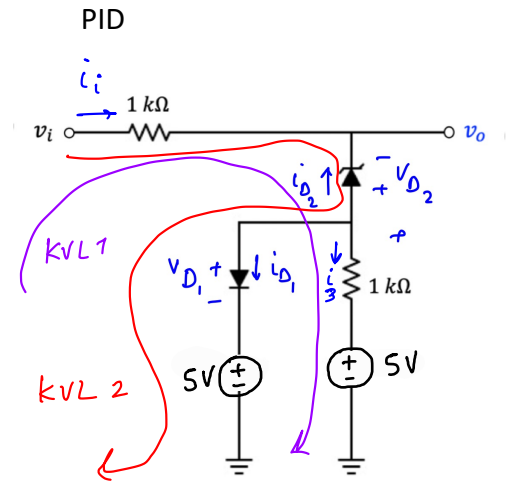 PID
i_i
1 kΩ
v_i
v_o
i_D2
- V_D2 +
+
KVL 1
V_D1 + -
i_D1
i_3
1 kΩ
5V + -
+ - 5V
KVL 2